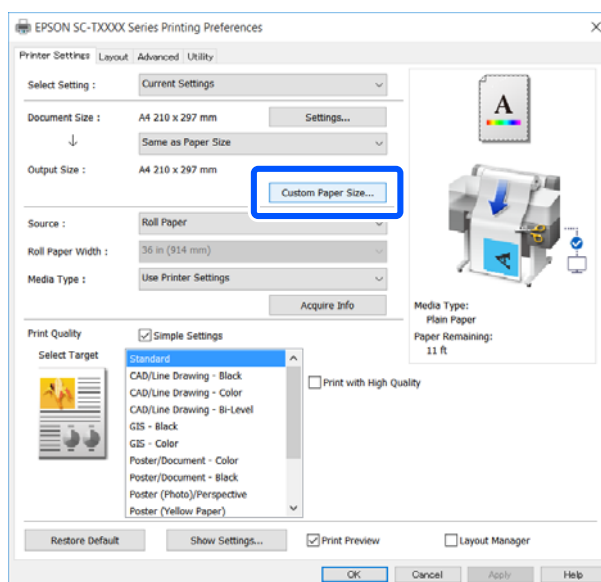 EPSON SC-TXXXX Series Printing Preferences
Printer Settings Layout Advanced Utility
Select Setting : Current Settings
Document Size : A4 210 x 297 mm Settings...
Same as Paper Size
Output Size : A4 210 x 297 mm
Custom Paper Size...
Source : Roll Paper
Roll Paper Width : 36 in (914 mm)
Media Type : Use Printer Settings
Acquire Info
A
A
Media Type:
Plain Paper
Paper Remaining:
11 ft
Print Quality Simple Settings
Select Target
Standard
CAD/Line Drawing - Black
CAD/Line Drawing - Color
CAD/Line Drawing - Bi-Level
GIS - Black
GIS - Color
Poster/Document - Color
Poster/Document - Black
Poster (Photo)/Perspective
Poster (Yellow Paper)
Print with High Quality
Restore Default Show Settings... Print Preview Layout Manager
OK Cancel Apply Help